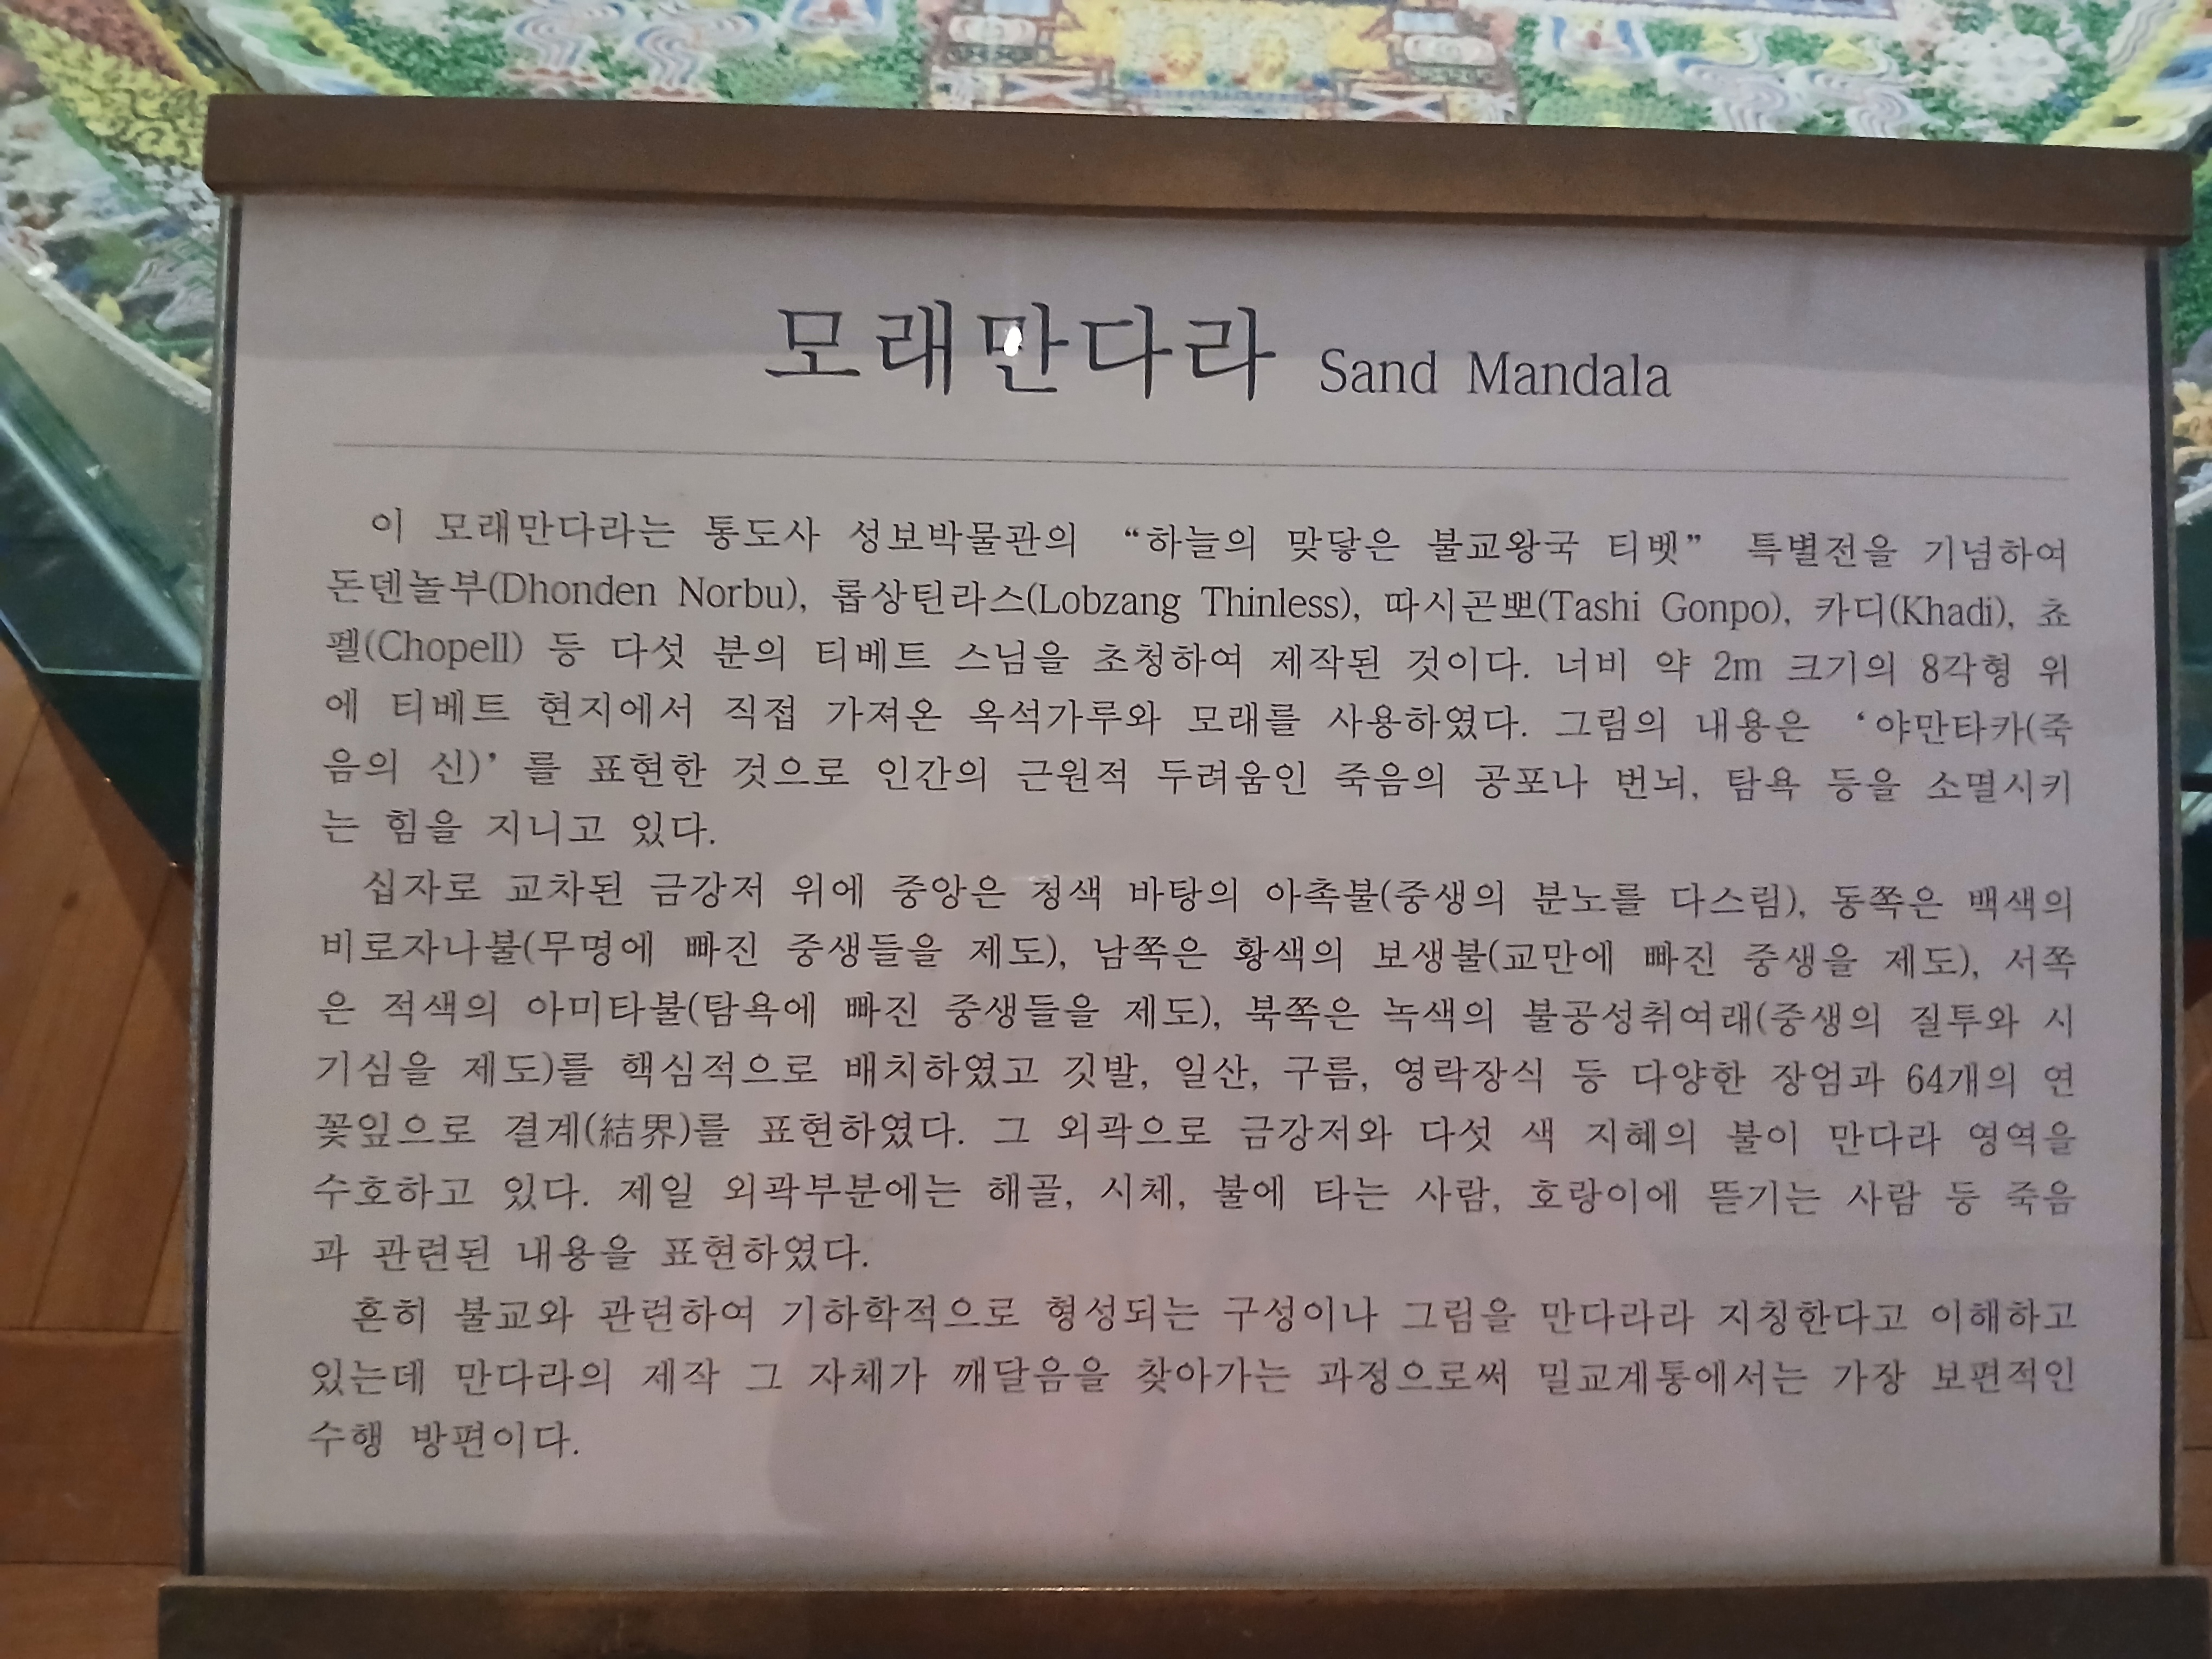 모래만다라 Sand Mandala
이 모래만다라는 통도사 성보박물관의 “하늘의 맞닿은 불교왕국 티벳” 특별전을 기념하여
돈덴놀부(Dhonden Norbu), 롭상틴라스(Lobzang Thinless), 따시곤뽀(Tashi Gonpo), 카디(Khadi), 쵸
펠(Chopell) 등 다섯 분의 티베트 스님을 초청하여 제작된 것이다. 너비 약 2m 크기의 8각형 위
에 티베트 현지에서 직접 가져온 옥석가루와 모래를 사용하였다. 그림의 내용은 ‘야만타카(죽
음의 신)’ 를 표현한 것으로 인간의 근원적 두려움인 죽음의 공포나 번뇌, 탐욕 등을 소멸시키
는 힘을 지니고 있다.
십자로 교차된 금강저 위에 중앙은 청색 바탕의 아촉불(중생의 분노를 다스림), 동쪽은 백색의
비로자나불(무명에 빠진 중생들을 제도), 남쪽은 황색의 보생불(교만에 빠진 중생을 제도), 서쪽
은 적색의 아미타불(탐욕에 빠진 중생들을 제도), 북쪽은 녹색의 불공성취여래(중생의 질투와 시
기심을 제도)를 핵심적으로 배치하였고 깃발, 일산, 구름, 영락장식 등 다양한 장엄과 64개의 연
꽃잎으로 결계(結界)를 표현하였다. 그 외곽으로 금강저와 다섯 색 지혜의 불이 만다라 영역을
수호하고 있다. 제일 외곽부분에는 해골, 시체, 불에 타는 사람, 호랑이에 뜯기는 사람 등 죽음
과 관련된 내용을 표현하였다.
흔히 불교와 관련하여 기하학적으로 형성되는 구성이나 그림을 만다라라 지칭한다고 이해하고
있는데 만다라의 제작 그 자체가 깨달음을 찾아가는 과정으로써 밀교계통에서는 가장 보편적인
수행 방편이다.